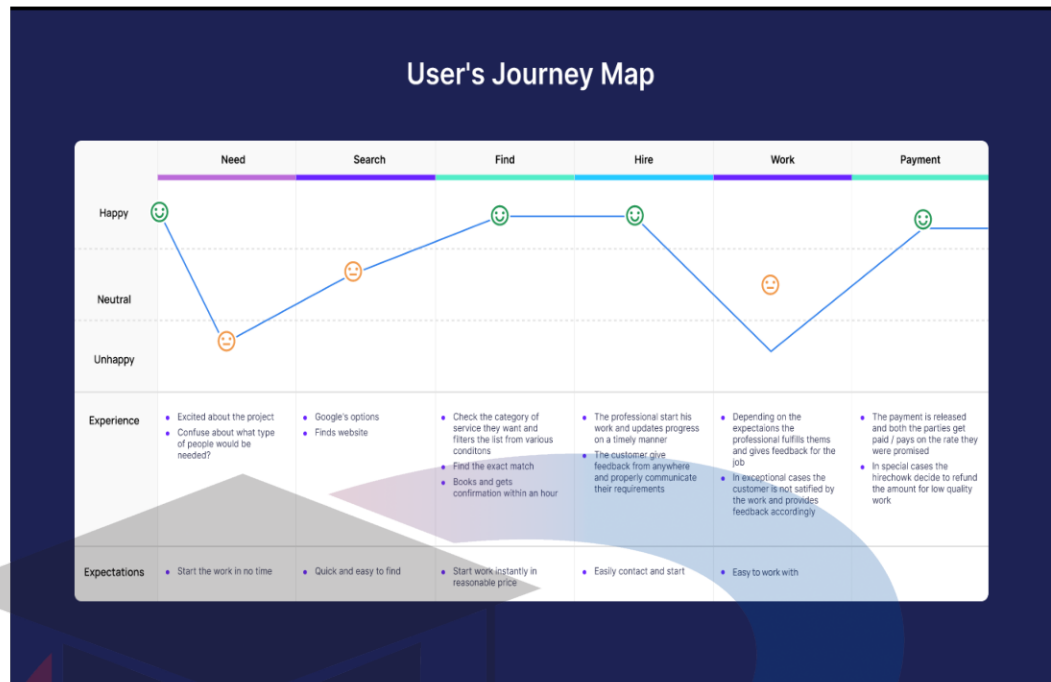 User's Journey Map
Need
Search
Find
Hire
Work
Payment
Happy
Neutral
Unhappy
Experience
Excited about the project
Confuse about what type
of people would be
needed?
Google's options
Finds website
Check the category of
service they want and
filters the list from various
conditons
Find the exact match
Books and gets
confirmation within an hour
The professional start his
work and updates progress
on a timely manner
The customer give
feedback from anywhere
and properly communicate
their requirements
Depending on the
expectaions the
professional fulfills thems
and gives feedback for the
job
In exceptional cases the
customer is not satified by
the work and provides
feedback accordingly
The payment is released
and both the parties get
paid / pays on the rate they
were promised
In special cases the
hirechowk decide to refund
the amount for low quality
work
Expectations
Start the work in no time
Quick and easy to find
Start work instantly in
reasonable price
Easily contact and start
Easy to work with